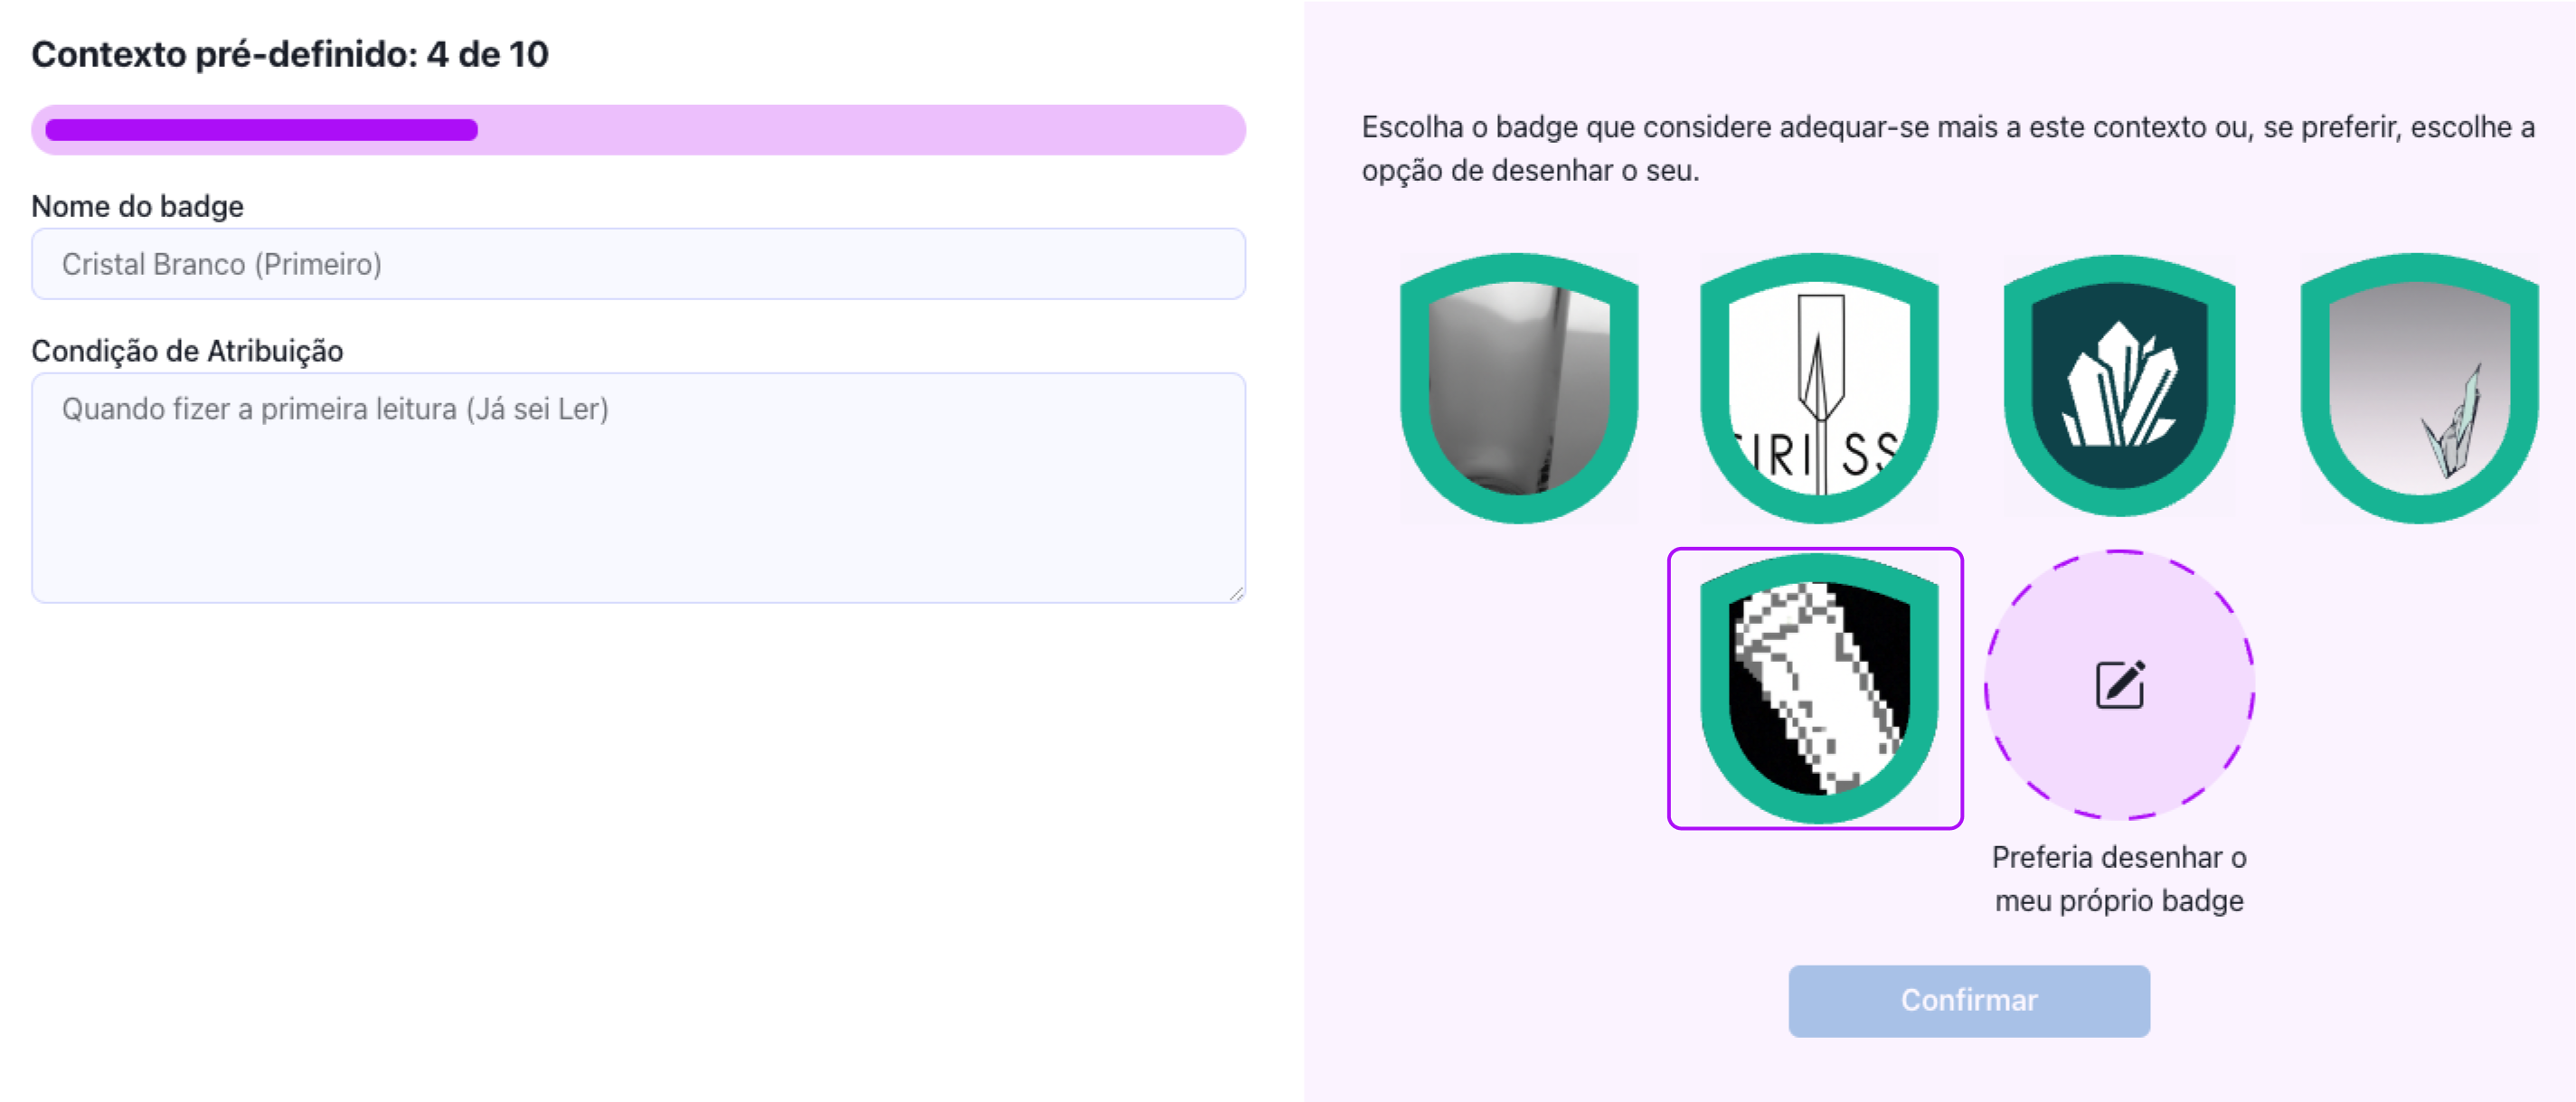 Contexto pré-definido: 4 de 10
Nome do badge
Cristal Branco (Primeiro)
Condição de Atribuição
Quando fizer a primeira leitura (Já sei Ler)
Escolha o badge que considere adequar-se mais a este contexto ou, se preferir, escolhe a
opção de desenhar o seu.
IRI SS
Preferia desenhar o
meu próprio badge
Confirmar